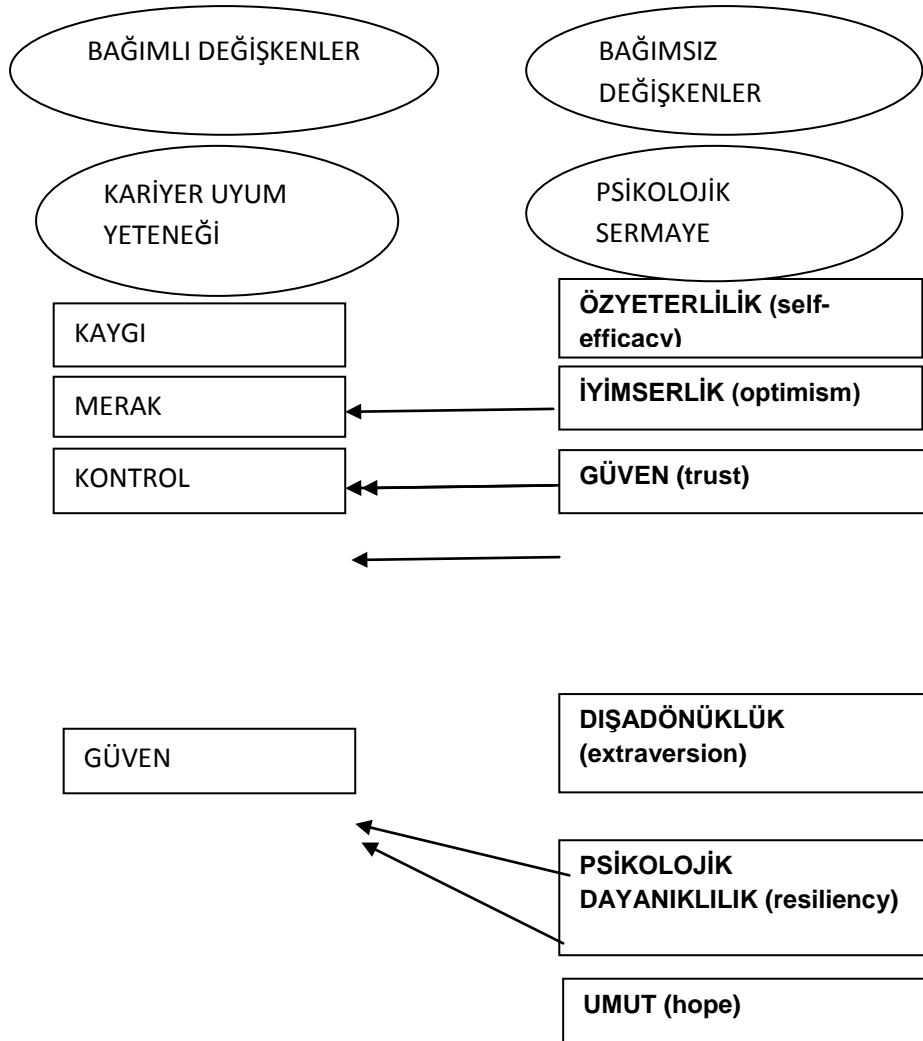 BAĞIMLI DEĞİŞKENLER
BAĞIMSIZ
DEĞİŞKENLER
KARİYER UYUM
YETENEĞİ
PSİKOLOJİK
SERMAYE
KAYGI
ÖZYETERLİLİK (self-
efficacy)
MERAK
İYİMSERLİK (optimism)
KONTROL
GÜVEN (trust)
GÜVEN
DIŞADÖNÜKLÜK
(extraversion)
PSİKOLOJİK
DAYANIKLILIK (resiliency)
UMUT (hope)